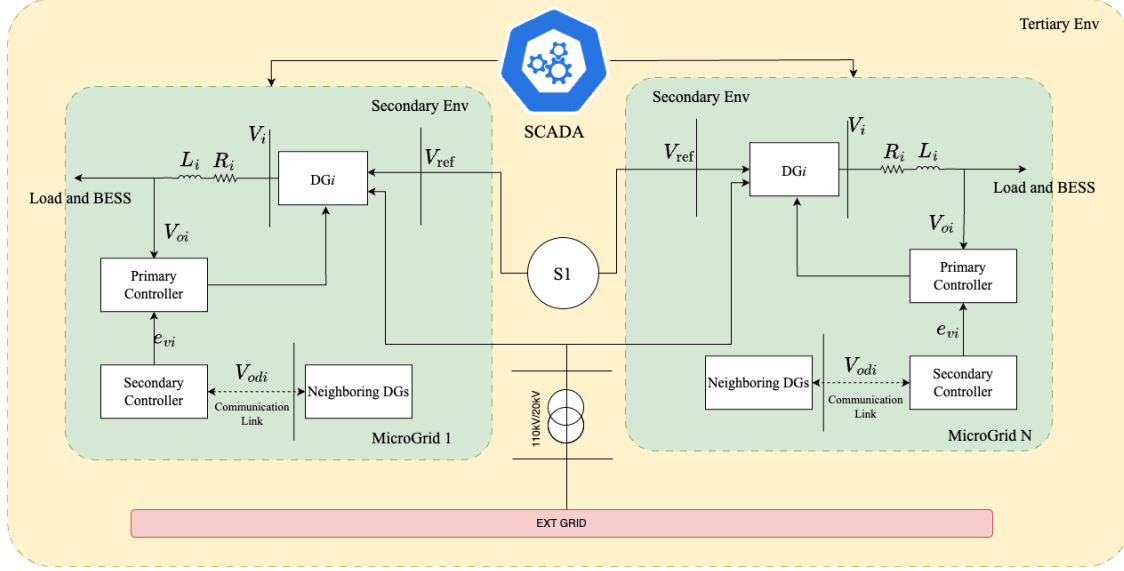 Tertiary Env
SCADA
Secondary Env
V_i
V_ref
L_i
R_i
DGi
Load and BESS
V_oi
Primary
Controller
e_vi
Secondary
Controller
V_odi
Communication
Link
Neighboring DGs
MicroGrid 1
S1
110kV/20kV
Secondary Env
V_i
V_ref
R_i
L_i
DGi
Load and BESS
V_oi
Primary
Controller
e_vi
Neighboring DGs
V_odi
Communication
Link
Secondary
Controller
MicroGrid N
EXT GRID